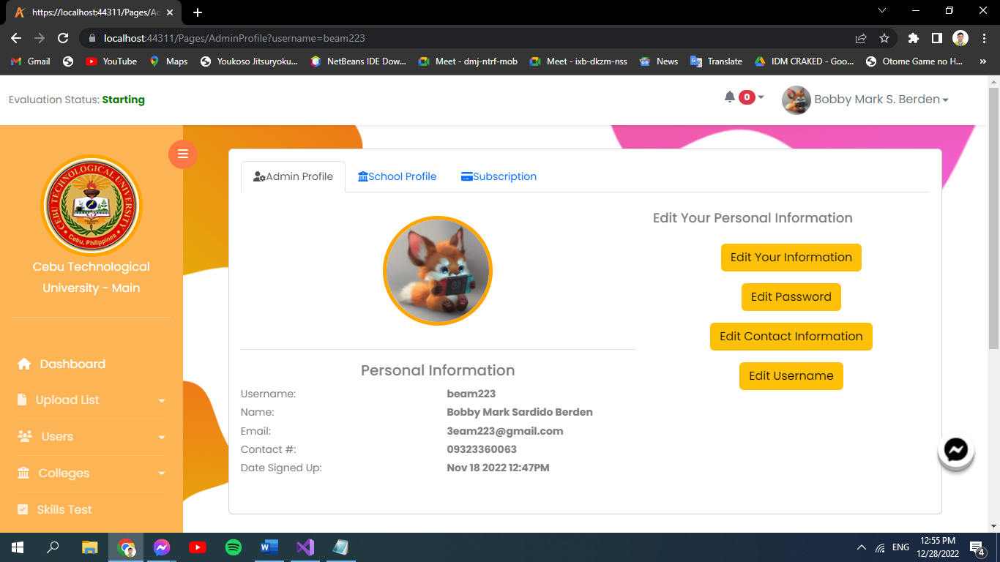 https://localhost:44311/Pages/Ad
localhost:44311/Pages/AdminProfile?username=beam223
Gmail
YouTube
Maps
Youkoso Jitsuryoku...
NetBeans IDE Dow...
Meet - dmj-ntrf-mob
Meet - ixb-dkzm-nss
News
Translate
IDM CRAKED - Goo...
Otome Game no H...
»
Evaluation Status: Starting
0
Bobby Mark S. Berden
CEBU TECHNOLOGICAL UNIVERSITY
Cebu, Philippines
Cebu Technological
University - Main
Dashboard
Upload List
Users
Colleges
Skills Test
Admin Profile
School Profile
Subscription
Personal Information
Username: beam223
Name: Bobby Mark Sardido Berden
Email: 3eam223@gmail.com
Contact #: 09323360063
Date Signed Up: Nov 18 2022 12:47PM
Edit Your Personal Information
Edit Your Information
Edit Password
Edit Contact Information
Edit Username
ENG
12:55 PM
12/28/2022
4